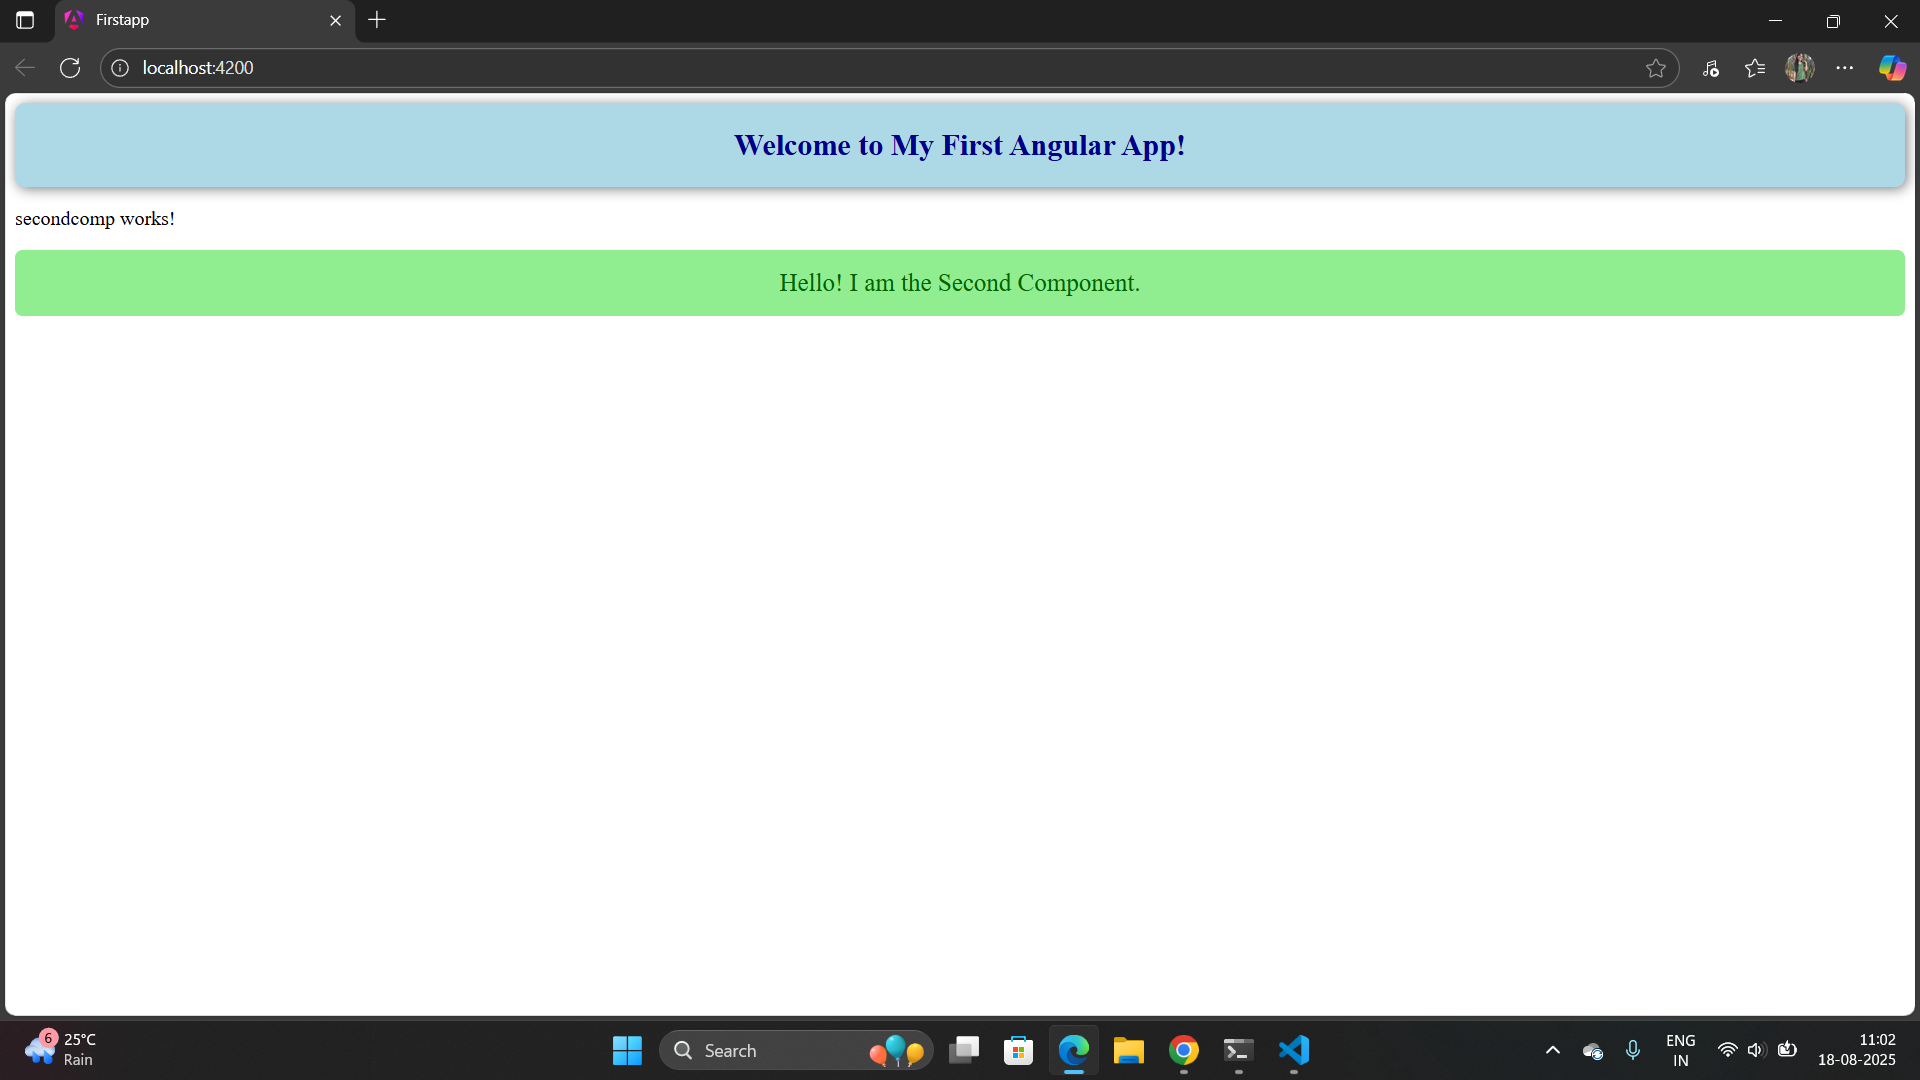 Firstapp
localhost:4200
Welcome to My First Angular App!
secondcomp works!
Hello! I am the Second Component.
6
25°C
Rain
Search
ENG
IN
11:02
18-08-2025